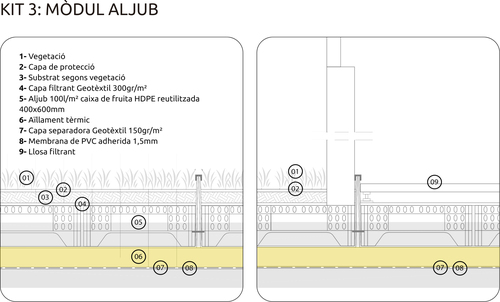 KIT 3: MÒDUL ALJUB
1- Vegetació
2- Capa de protecció
3- Substrat segons vegetació
4- Capa filtrant Geotèxtil 300gr/m²
5- Aljub 100l/m² caixa de fruita HDPE reutilitzada
400x600mm
6- Aïllament tèrmic
7- Capa separadora Geotèxtil 150gr/m²
8- Membrana de PVC adherida 1,5mm
9- Llosa filtrant
01
02
03
04
05
06
07
08
01
02
09
07
08